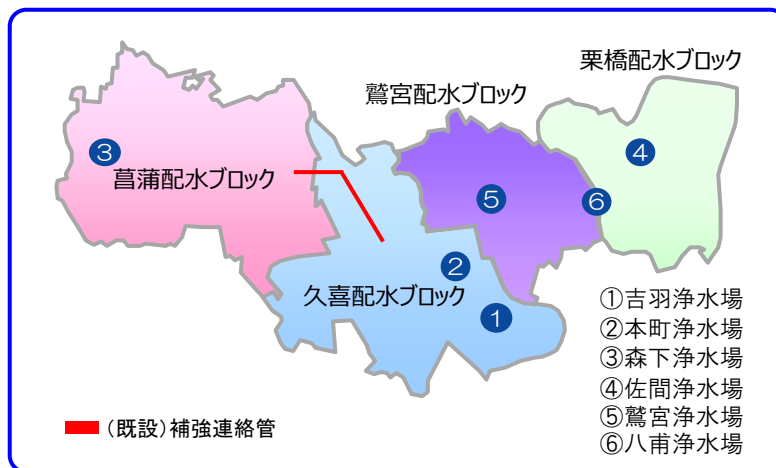 栗橋配水ブロック
鷲宮配水ブロック
③
④
菖蒲配水ブロック
⑤
⑥
②
久喜配水ブロック
①
①吉羽浄水場
②本町浄水場
③森下浄水場
④佐間浄水場
⑤鷲宮浄水場
⑥八甫浄水場
(既設)補強連絡管